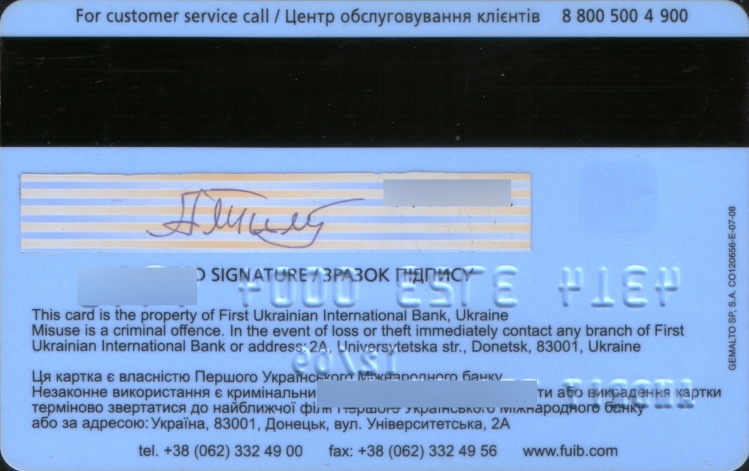 For customer service call / Центр обслуговування клієнтів 8 800 500 4 900
SIGNATURE / ЗРАЗОК ПІДПИСУ
This card is the property of First Ukrainian International Bank, Ukraine
Misuse is a criminal offence. In the event of loss or theft immediately contact any branch of First
Ukrainian International Bank or address: 2A, Universytetska str., Donetsk, 83001, Ukraine
Ця картка є власністю Першого Українського Міжнародного банку
Незаконне використання є кримінальни ти або викрадення картки
терміново звертатися до найближчої філії Першого Українського Міжнародного банку
або за адресою: Україна, 83001, Донецьк, вул. Університетська, 2А
tel. +38 (062) 332 49 00 fax: +38 (062) 332 49 56 www.fuib.com
GEMALTO SP, S.A. CO120656-E-07-08